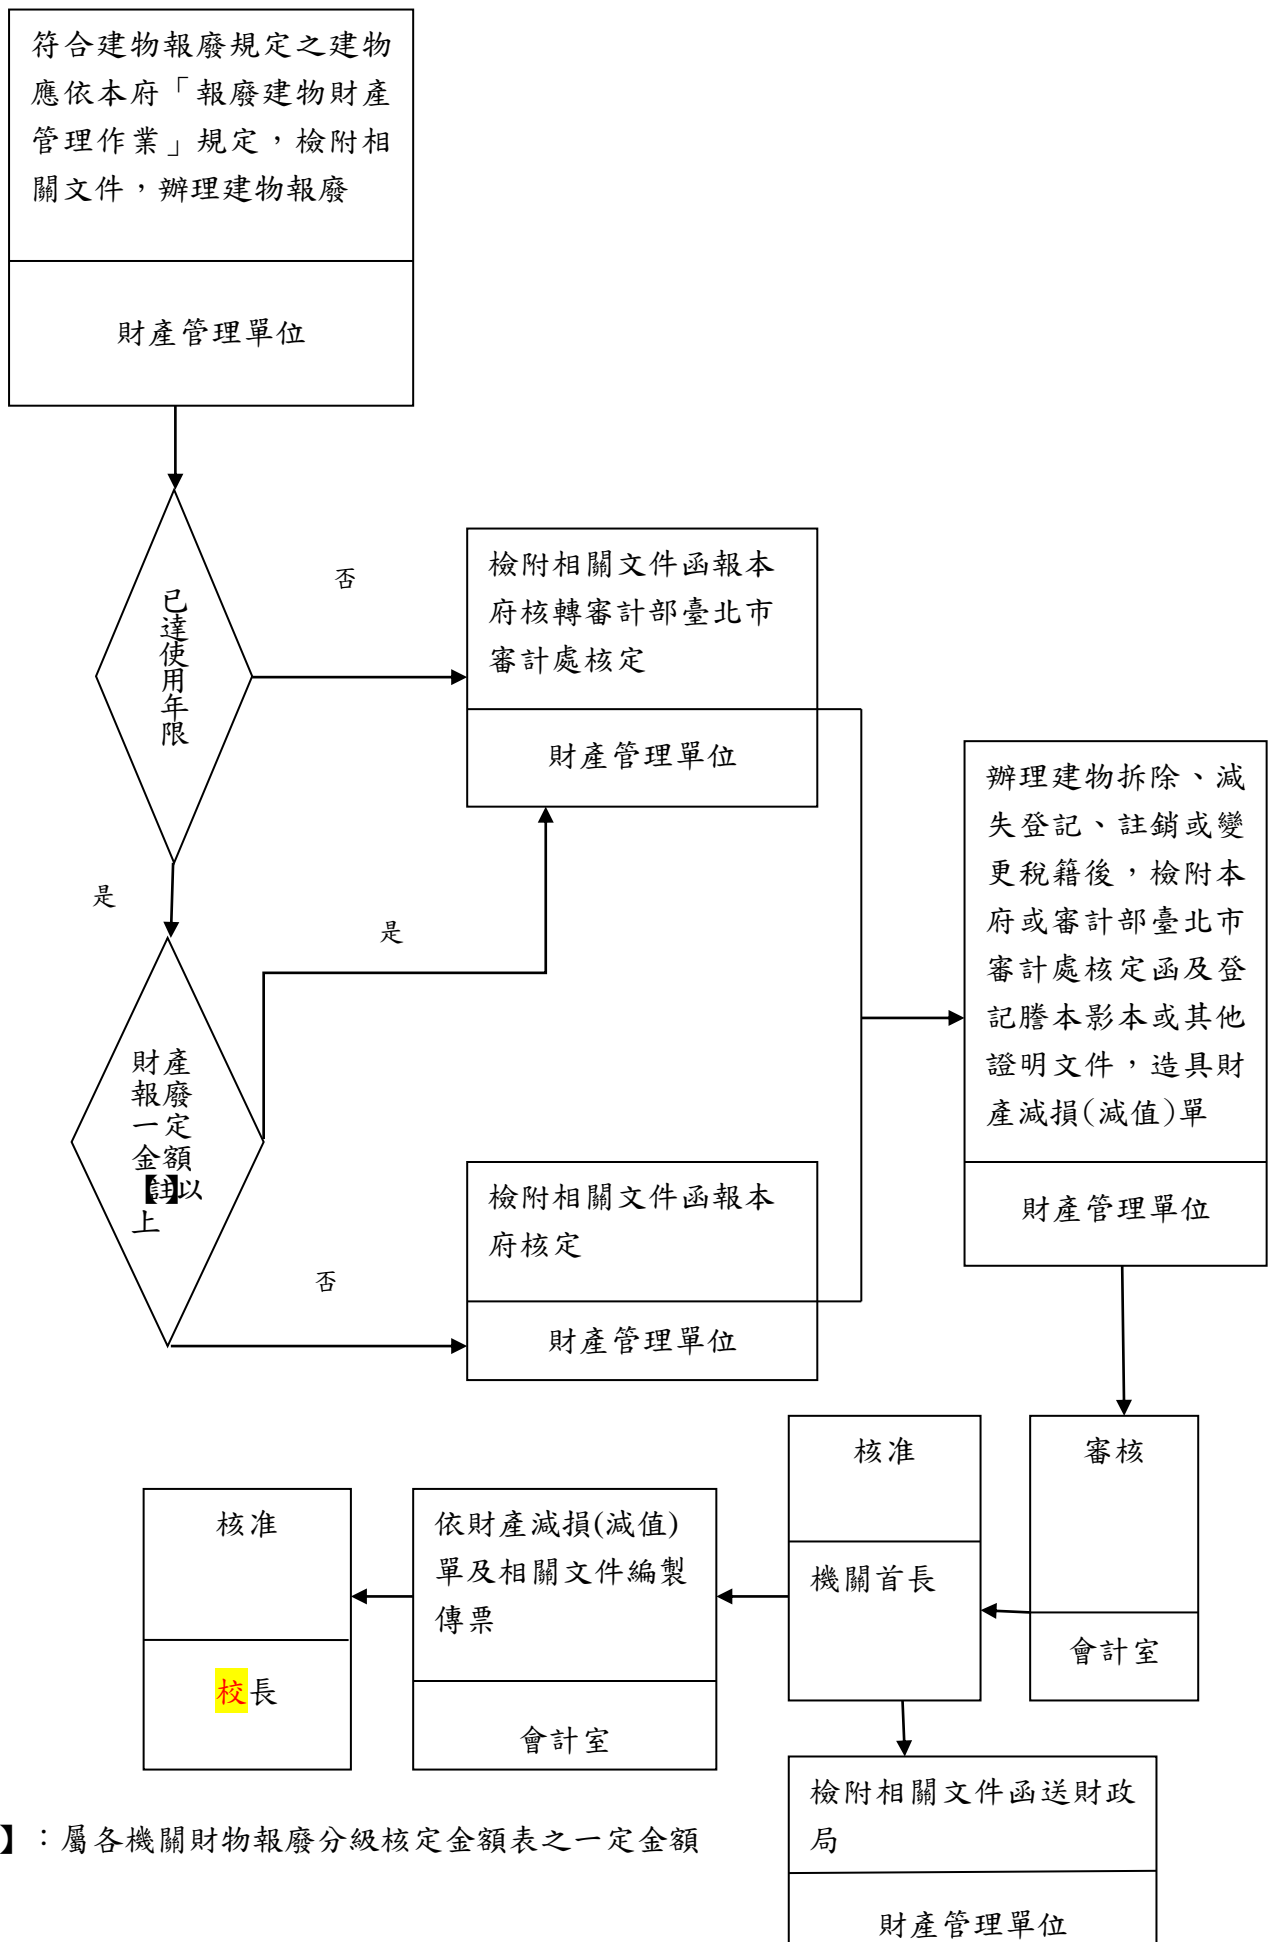 符合建物報廢規定之建物
應依本府「報廢建物財產
管理作業」規定，檢附相
關文件，辦理建物報廢
財產管理單位
已達使用年限
否
檢附相關文件函報本
府核轉審計部臺北市
審計處核定
財產管理單位
是
是
財產
報廢
一定
金額
【註】以
上
否
檢附相關文件函報本
府核定
財產管理單位
辦理建物拆除、滅
失登記、註銷或變
更稅籍後，檢附本
府或審計部臺北市
審計處核定函及登
記謄本影本或其他
證明文件，造具財
產減損(減值)單
財產管理單位
審核
會計室
核准
機關首長
依財產減損(減值)
單及相關文件編製
傳票
會計室
核准
校長
檢附相關文件函送財政
局
財產管理單位
】：屬各機關財物報廢分級核定金額表之一定金額